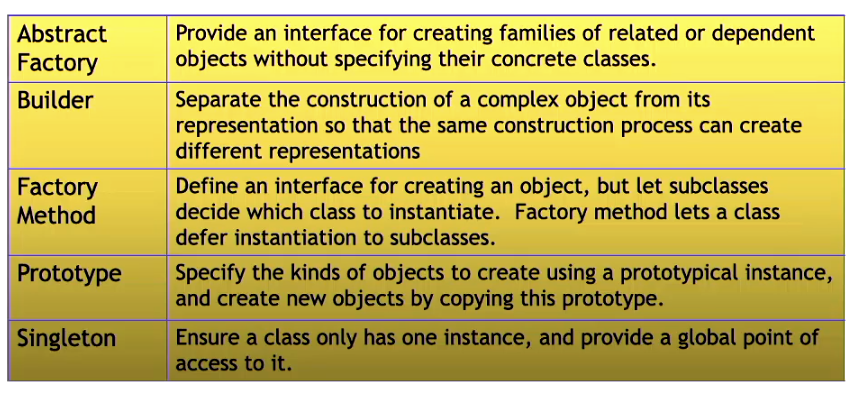 Abstract
Factory
Provide an interface for creating families of related or dependent
objects without specifying their concrete classes.
Builder
Separate the construction of a complex object from its
representation so that the same construction process can create
different representations
Factory
Method
Define an interface for creating an object, but let subclasses
decide which class to instantiate.  Factory method lets a class
defer instantiation to subclasses.
Prototype
Specify the kinds of objects to create using a prototypical instance,
and create new objects by copying this prototype.
Singleton
Ensure a class only has one instance, and provide a global point of
access to it.